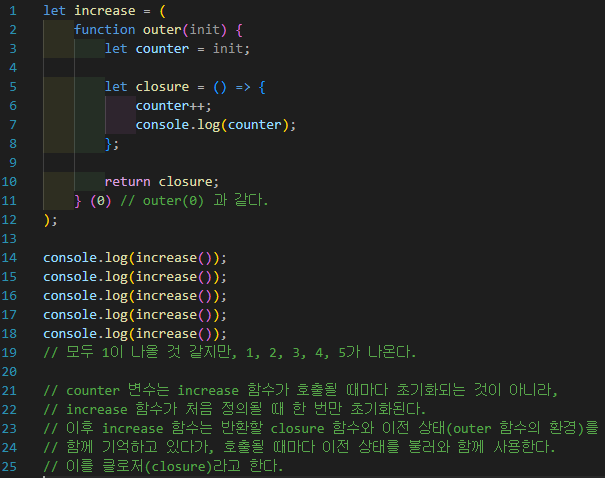 1 let increase = (
2 function outer(init) {
3 let counter = init;
4
5 let closure = () => {
6 counter++;
7 console.log(counter);
8 };
9
10 return closure;
11 } (0) // outer(0) 과 같다.
12 );
13
14 console.log(increase());
15 console.log(increase());
16 console.log(increase());
17 console.log(increase());
18 console.log(increase());
19 // 모두 1이 나올 것 같지만, 1, 2, 3, 4, 5가 나온다.
20
21 // counter 변수는 increase 함수가 호출될 때마다 초기화되는 것이 아니라,
22 // increase 함수가 처음 정의될 때 한 번만 초기화된다.
23 // 이후 increase 함수는 반환할 closure 함수와 이전 상태(outer 함수의 환경)를
24 // 함께 기억하고 있다가, 호출될 때마다 이전 상태를 불러와 함께 사용한다.
25 // 이를 클로저(closure)라고 한다.